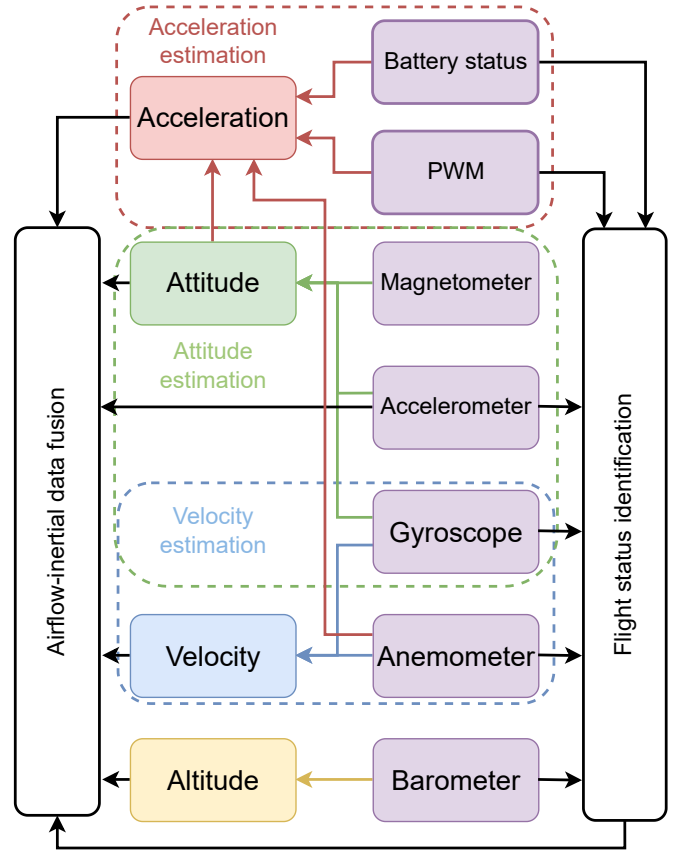 Acceleration
estimation
Battery status
Acceleration
PWM
Attitude
Magnetometer
Attitude
estimation
Accelerometer
Airflow-inertial data fusion
Flight status identification
Velocity
estimation
Gyroscope
Velocity
Anemometer
Altitude
Barometer